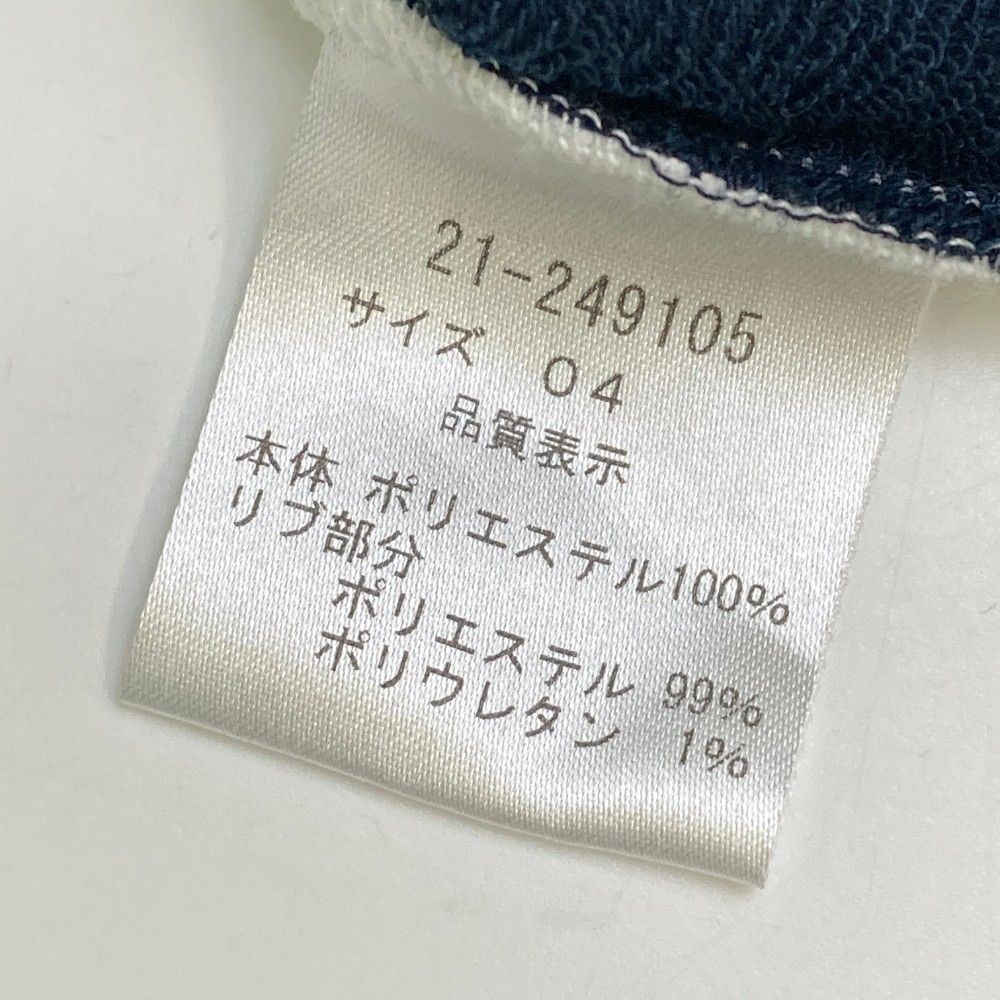 21-249105
サイズ 04
品質表示
本体 ポリエステル100%
リブ部分
ポリエステル 99%
ポリウレタン 1%